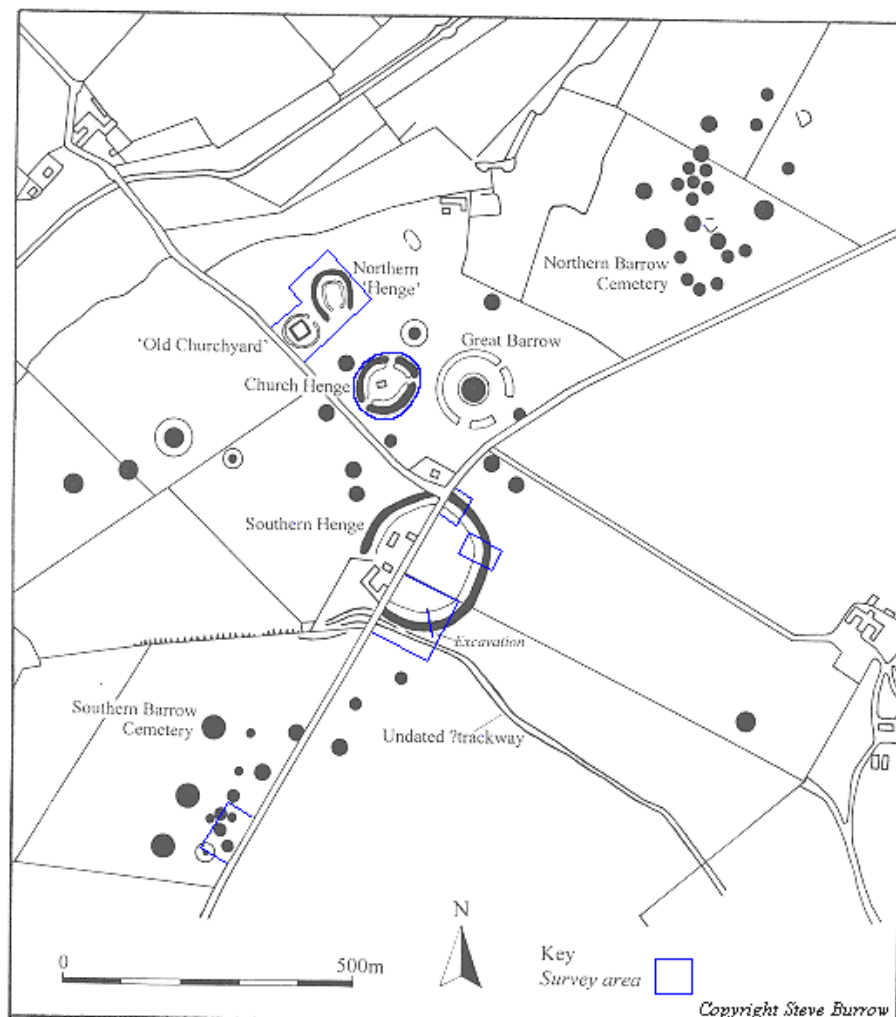 Northern
'Henge'
Northern Barrow
Cemetery
'Old Churchyard'
Great Barrow
Church Henge
Southern Henge
Excavation
Southern Barrow
Cemetery
Undated ?trackway
N
0
500m
Key
Survey area
Copyright Steve Burrow